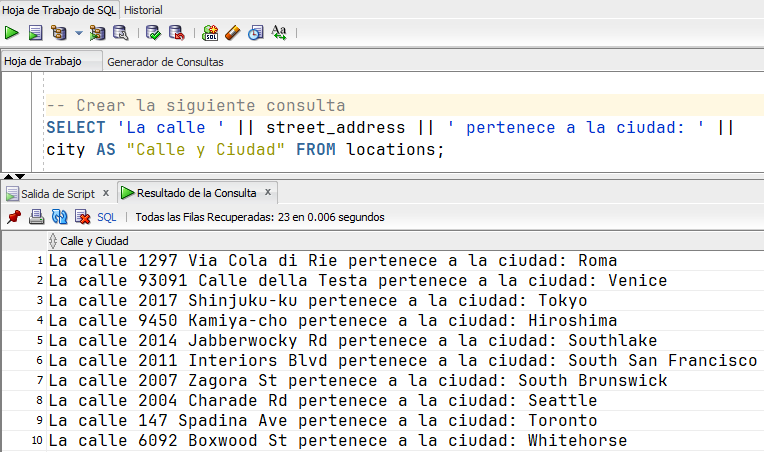 Hoja de Trabajo de SQL Historial
SQL
Aa
Hoja de Trabajo Generador de Consultas
-- Crear la siguiente consulta
SELECT 'La calle ' || street_address || ' pertenece a la ciudad: ' ||
city AS "Calle y Ciudad" FROM locations;
Salida de Script x Resultado de la Consulta x
SQL | Todas las Filas Recuperadas: 23 en 0.006 segundos
Calle y Ciudad
1 La calle 1297 Via Cola di Rie pertenece a la ciudad: Roma
2 La calle 93091 Calle della Testa pertenece a la ciudad: Venice
3 La calle 2017 Shinjuku-ku pertenece a la ciudad: Tokyo
4 La calle 9450 Kamiya-cho pertenece a la ciudad: Hiroshima
5 La calle 2014 Jabberwocky Rd pertenece a la ciudad: Southlake
6 La calle 2011 Interiors Blvd pertenece a la ciudad: South San Francisco
7 La calle 2007 Zagora St pertenece a la ciudad: South Brunswick
8 La calle 2004 Charade Rd pertenece a la ciudad: Seattle
9 La calle 147 Spadina Ave pertenece a la ciudad: Toronto
10 La calle 6092 Boxwood St pertenece a la ciudad: Whitehorse